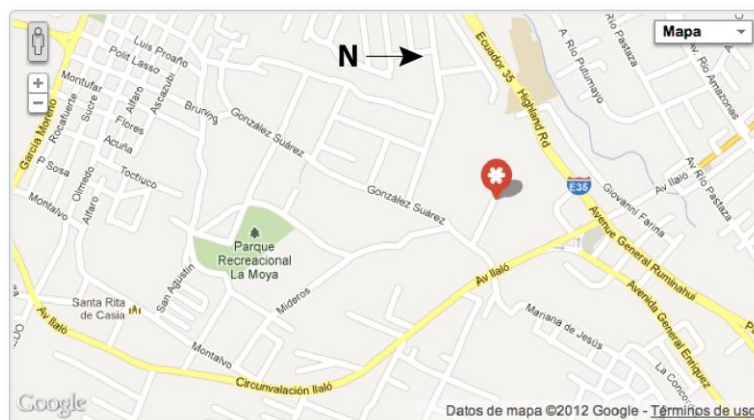 Mapa
N
Luis Proaño
Polit Lasso
Montufar
Bruning
Flores
Acuña
P Sosa
Toctiuco
Montalvo
García Moreno
Rocafuerte
Sucre
Alfaro
Ascazubi
Olmedo
Alfaro
González Suárez
González Suárez
Ecuador 35
Highland Rd
A. Río Putumayo
Río Pastaza
Av Río Amazonas
Av Río Pastaza
Av Ilaló
Giovanni Farina
E35
Avenue General Ruminahui
Avenida General Enriquez
Parque
Recreacional
La Moya
San Agustin
Mideros
Santa Rita
de Casia
Av Ilaló
Montalvo
Circunvalación Ilaló
Av Ilaló
Mariana de Jesús
La Concor
Google
Datos de mapa ©2012 Google - Términos de uso